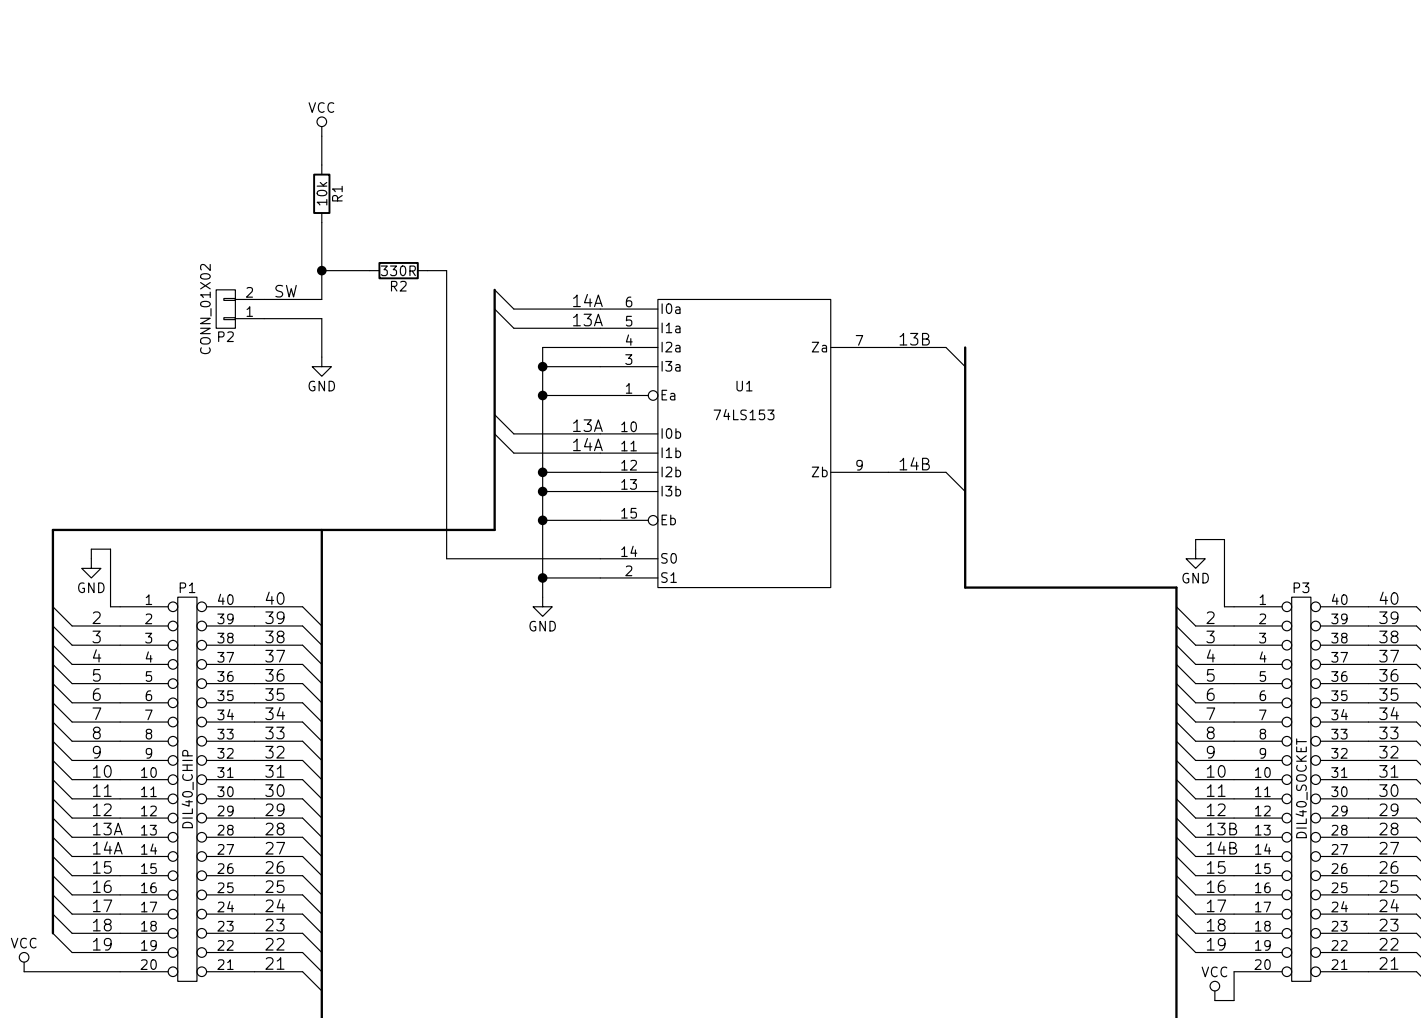 VCC
10k
R1
330R
R2
CONN_01X02
2 SW
1
P2
GND
14A 6 I0a
13A 5 I1a
4 I2a
3 I3a
1 Ea
13A 10 I0b
14A 11 I1b
12 I2b
13 I3b
15 Eb
14 S0
2 S1
GND
U1
74LS153
Za 7 13B
Zb 9 14B
GND
P1
DIL40_CHIP
1 40 40
2 2 39 39
3 3 38 38
4 4 37 37
5 5 36 36
6 6 35 35
7 7 34 34
8 8 33 33
9 9 32 32
10 10 31 31
11 11 30 30
12 12 29 29
13A 13 28 28
14A 14 27 27
15 15 26 26
16 16 25 25
17 17 24 24
18 18 23 23
19 19 22 22
VCC
20 21 21
GND
P3
DIL40_SOCKET
1 40 40
2 2 39 39
3 3 38 38
4 4 37 37
5 5 36 36
6 6 35 35
7 7 34 34
8 8 33 33
9 9 32 32
10 10 31 31
11 11 30 30
12 12 29 29
13B 13 28 28
14B 14 27 27
15 15 26 26
16 16 25 25
17 17 24 24
18 18 23 23
19 19 22 22
20 21 21
VCC